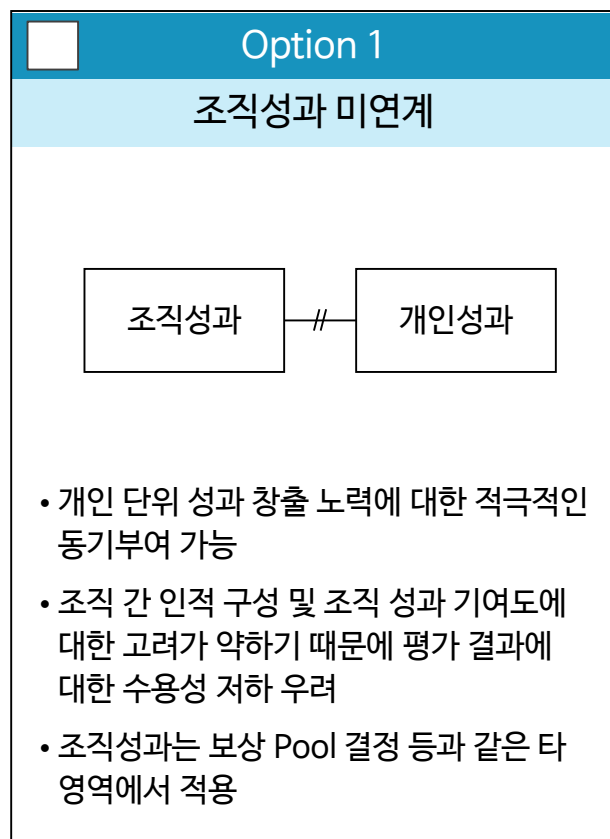 Option 1
조직성과 미연계
조직성과
개인성과
• 개인 단위 성과 창출 노력에 대한 적극적인
동기부여 가능
• 조직 간 인적 구성 및 조직 성과 기여도에
대한 고려가 약하기 때문에 평가 결과에
대한 수용성 저하 우려
• 조직성과는 보상 Pool 결정 등과 같은 타
영역에서 적용